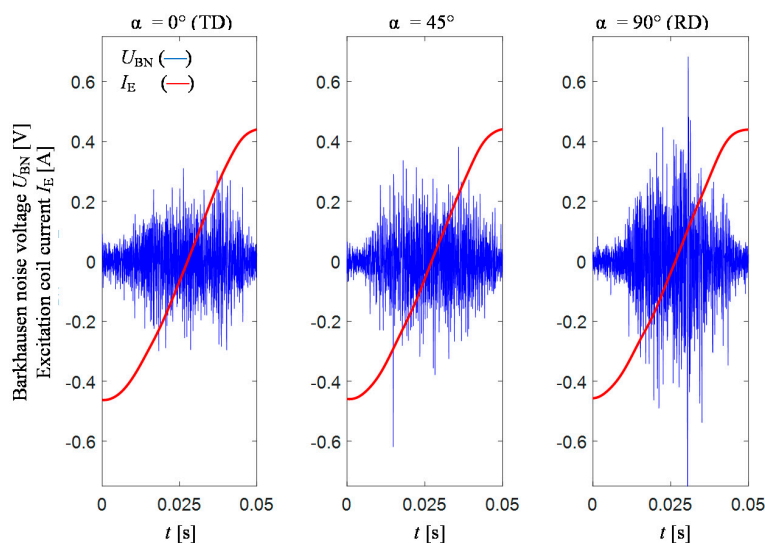 α = 0° (TD)
α = 45°
α = 90° (RD)
U_BN (—)
I_E (—)
Barkhausen noise voltage U_BN [V]
Excitation coil current I_E [A]
0.6
0.4
0.2
0
-0.2
-0.4
-0.6
0 0.025 0.05
t [s]
0.6
0.4
0.2
0
-0.2
-0.4
-0.6
0 0.025 0.05
t [s]
0.6
0.4
0.2
0
-0.2
-0.4
-0.6
0 0.025 0.05
t [s]